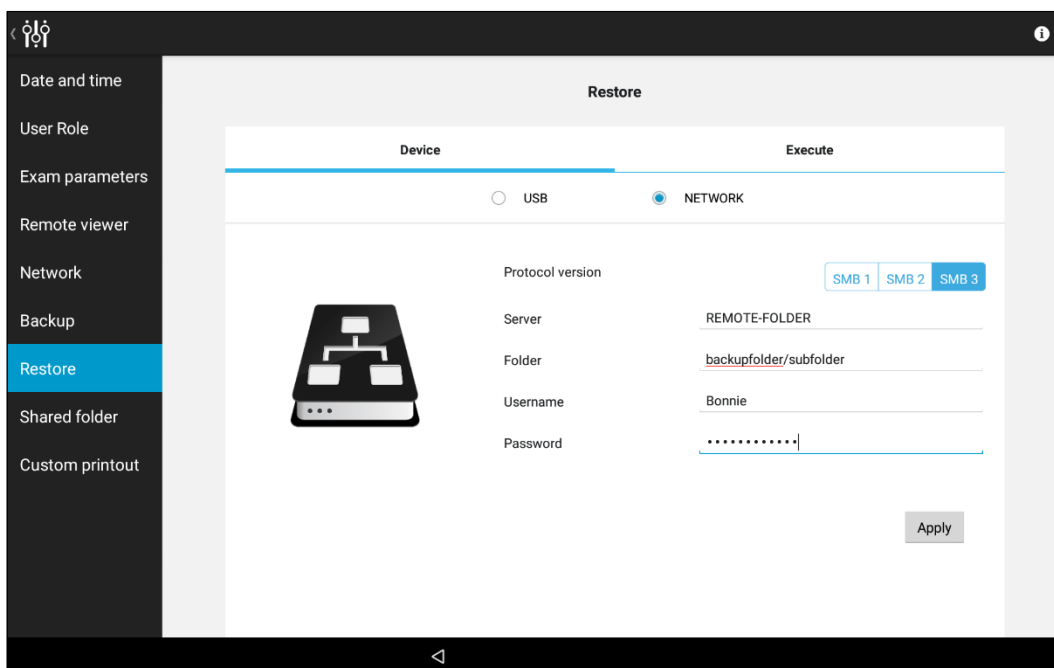 Date and time
User Role
Exam parameters
Remote viewer
Network
Backup
Restore
Shared folder
Custom printout
Restore
Device Execute
USB NETWORK
Protocol version SMB 1 SMB 2 SMB 3
Server REMOTE-FOLDER
Folder backupfolder/subfolder
Username Bonnie
Password ••••••••••••
Apply